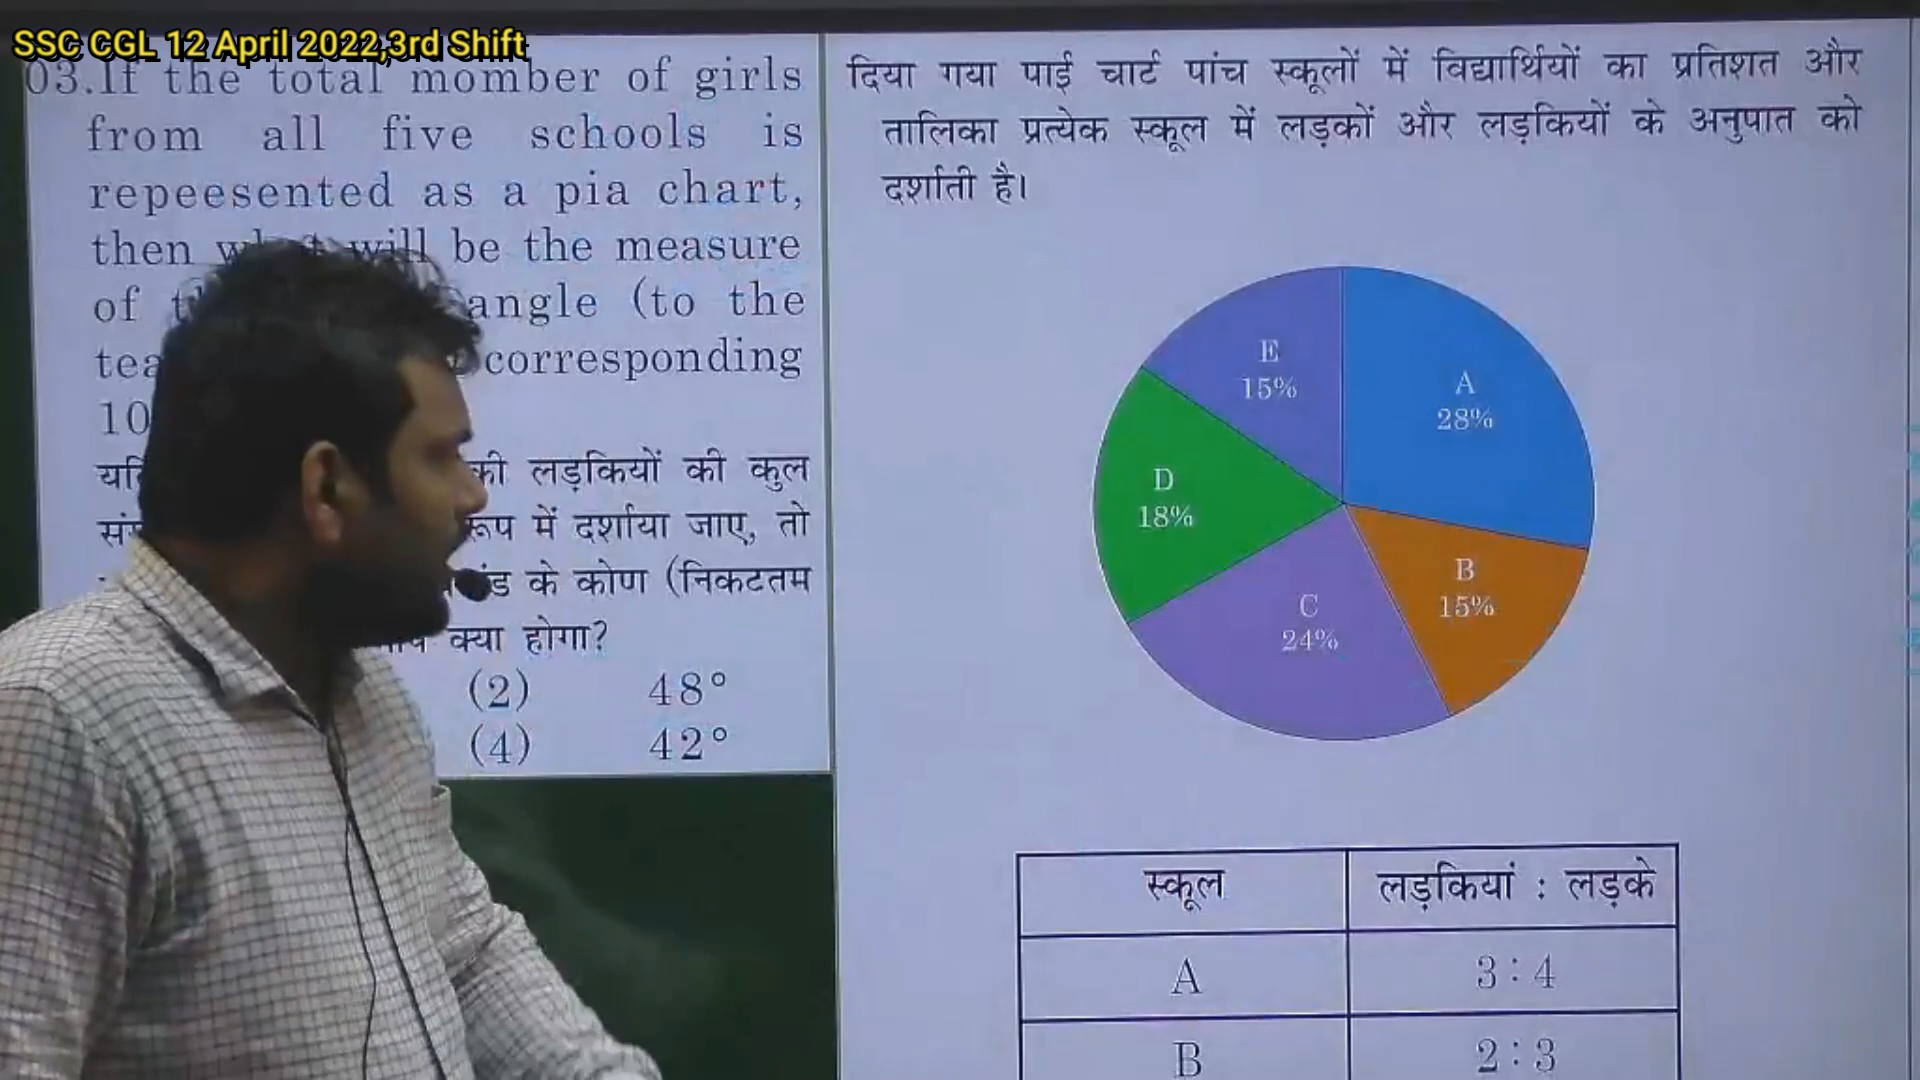 SSC CGL 12 April 2022,3rd Shift
03.If the total momber of girls
from all five schools is
repeesented as a pia chart,
then what will be the measure
of angle (to the
corresponding
10
की लड़कियों की कुल
रूप में दर्शाया जाए, तो
के कोण (निकटतम
क्या होगा?
(2) 48°
(4) 42°
दिया गया पाई चार्ट पांच स्कूलों में विद्यार्थियों का प्रतिशत और
तालिका प्रत्येक स्कूल में लड़कों और लड़कियों के अनुपात को
दर्शाती है।
E
15%
A
28%
D
18%
B
15%
C
24%
स्कूल लड़कियां : लड़के
A 3 : 4
B 2 : 3